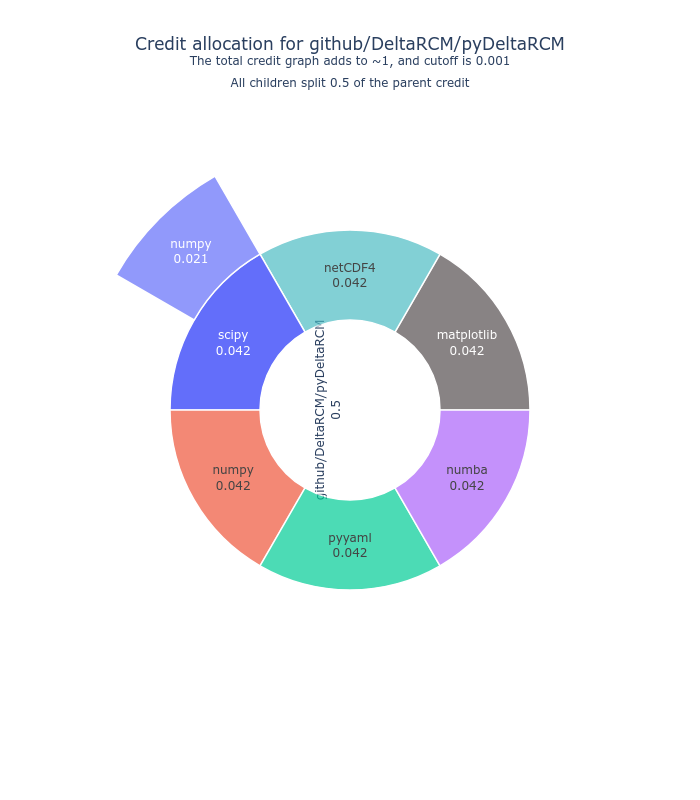 Credit allocation for github/DeltaRCM/pyDeltaRCM
The total credit graph adds to ~1, and cutoff is 0.001
All children split 0.5 of the parent credit
numpy
0.021
netCDF4
0.042
scipy
0.042
matplotlib
0.042
github/DeltaRCM/pyDeltaRCM
0.5
numpy
0.042
numba
0.042
pyyaml
0.042